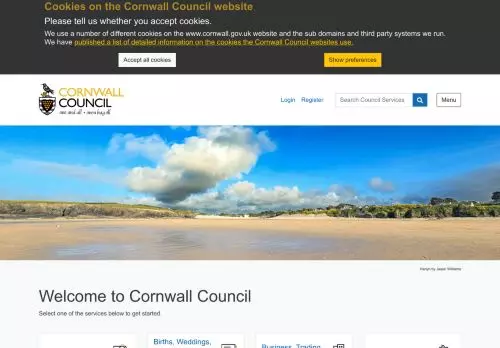 Cookies on the Cornwall Council website
Please tell us whether you accept cookies.
We use a number of different cookies on the www.cornwall.gov.uk website and the sub domains and third party systems we run.
We have published a list of detailed information on the cookies the Cornwall Council websites use.
Accept all cookies
Show preferences
CORNWALL
COUNCIL
one and all • onen hag oll
Login
Register
Search Council Services
Menu
Harlyn by Jason Williams
Welcome to Cornwall Council
Select one of the services below to get started.
Births, Weddings,
Business, Trading